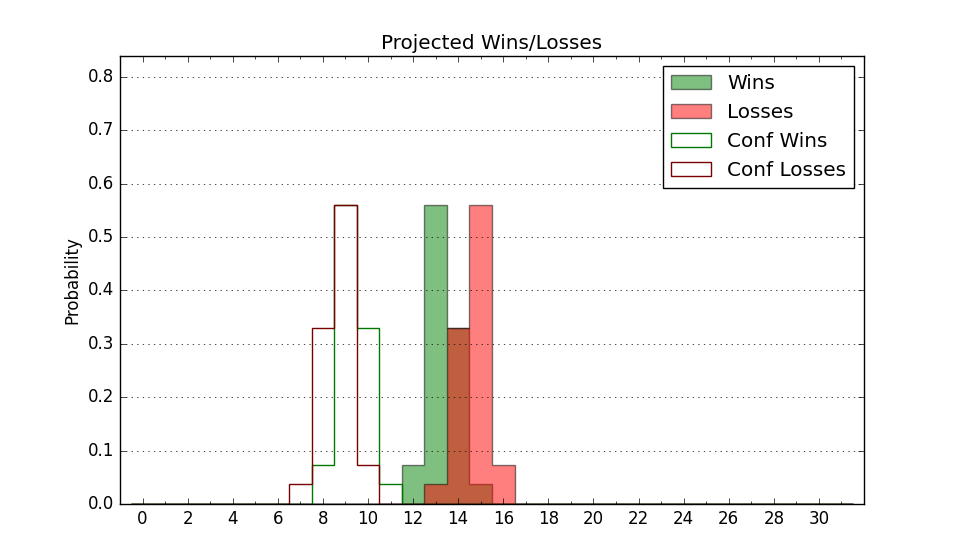 Projected Wins/Losses
Wins
Losses
Conf Wins
Conf Losses
Probability
0.8
0.7
0.6
0.5
0.4
0.3
0.2
0.1
0.0
0 2 4 6 8 10 12 14 16 18 20 22 24 26 28 30